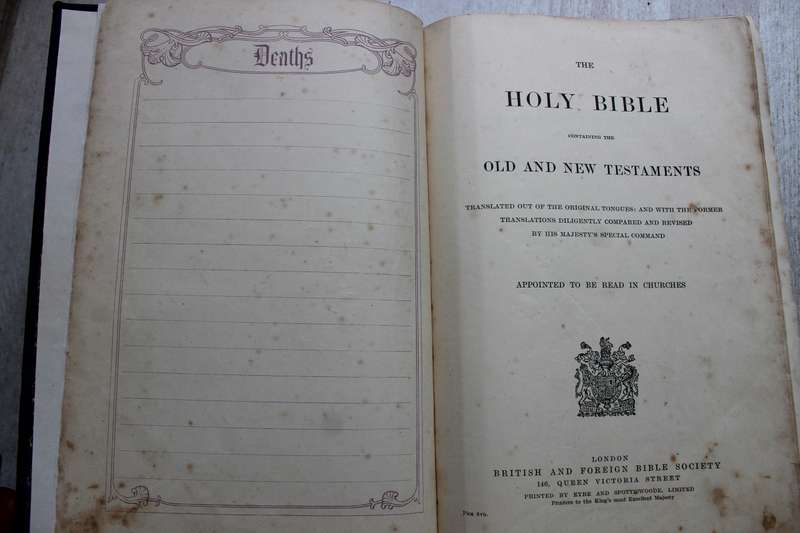 Deaths
THE
HOLY BIBLE
CONTAINING THE
OLD AND NEW TESTAMENTS
TRANSLATED OUT OF THE ORIGINAL TONGUES: AND WITH THE FORMER
TRANSLATIONS DILIGENTLY COMPARED AND REVISED
BY HIS MAJESTY'S SPECIAL COMMAND
APPOINTED TO BE READ IN CHURCHES
LONDON
BRITISH AND FOREIGN BIBLE SOCIETY
146, QUEEN VICTORIA STREET
PRINTED BY EYRE AND SPOTTISWOODE, LIMITED
Printers to the King's most Excellent Majesty